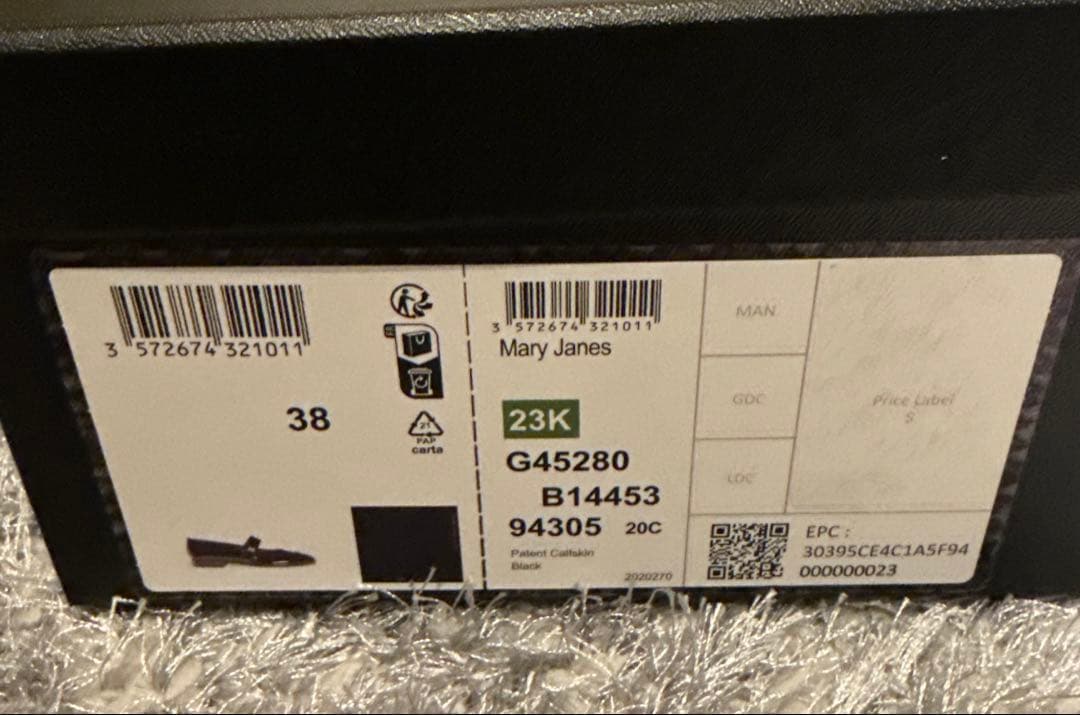 3 572674 321011
38
21
PAP
carta
3 572674 321011
Mary Janes
23K
G45280
B14453
94305 20C
Patent Calfskin
Black
2020270
MAN
GDC
LDC
Price Label
S
EPC :
30395CE4C1A5F94
000000023